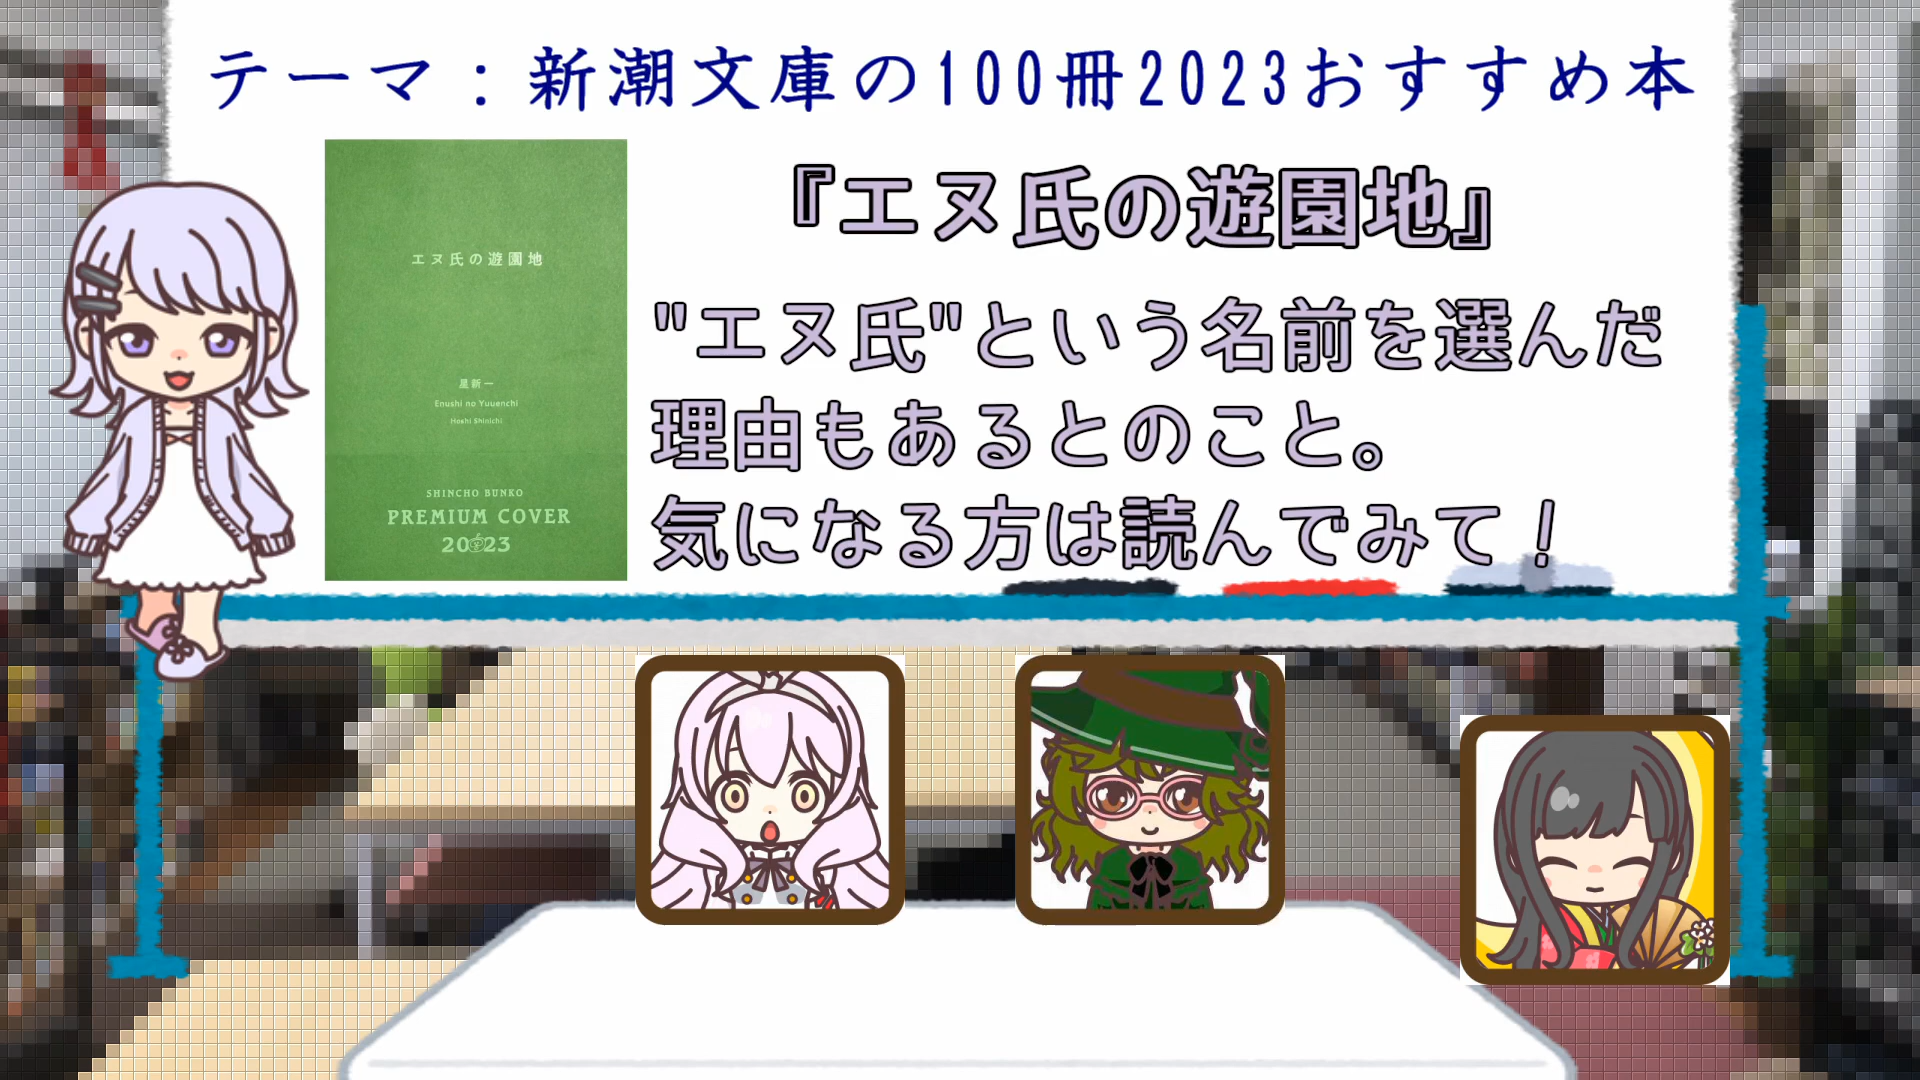 テーマ：新潮文庫の100冊2023おすすめ本
『エヌ氏の遊園地』
"エヌ氏"という名前を選んだ
理由もあるとのこと。
気になる方は読んでみて！
エヌ氏の遊園地
星新一
Enushi no Yuuenchi
Hoshi Shinichi
SHINCHO BUNKO
PREMIUM COVER
2023